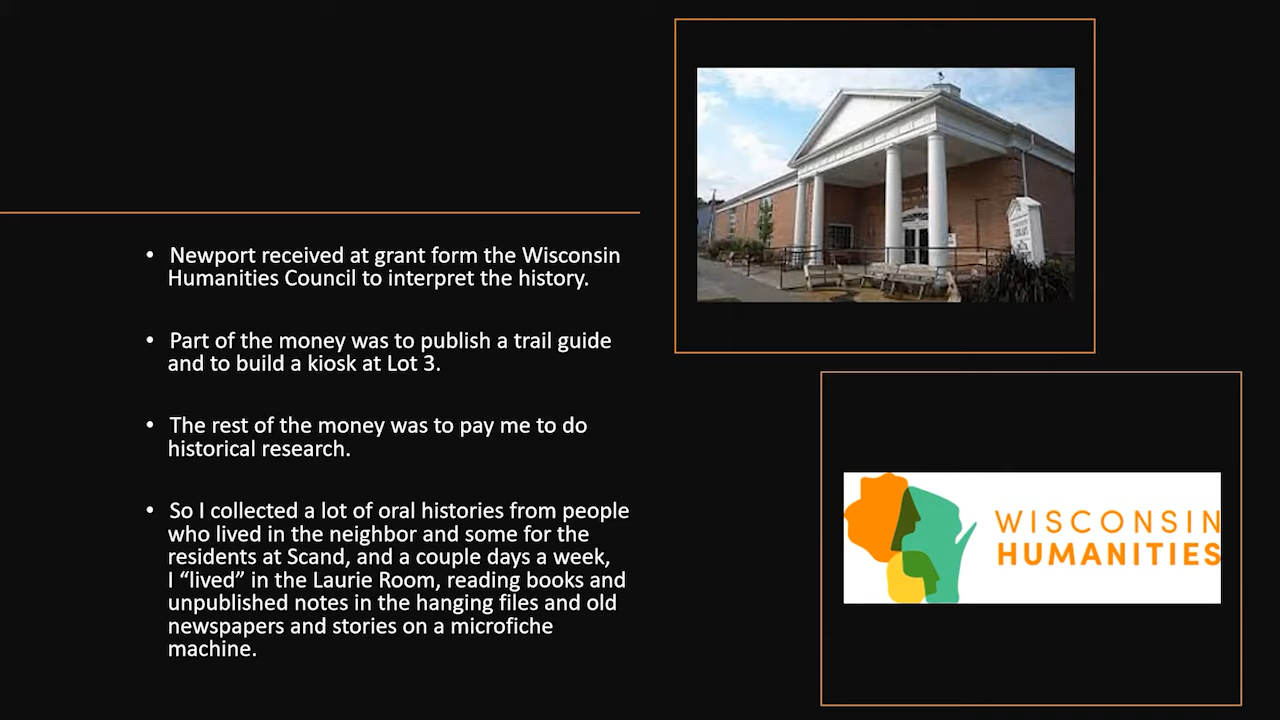 • Newport received at grant form the Wisconsin
Humanities Council to interpret the history.
• Part of the money was to publish a trail guide
and to build a kiosk at Lot 3.
• The rest of the money was to pay me to do
historical research.
• So I collected a lot of oral histories from people
who lived in the neighbor and some for the
residents at Scand, and a couple days a week,
I “lived” in the Laurie Room, reading books and
unpublished notes in the hanging files and old
newspapers and stories on a microfiche
machine.
WISCONSIN
HUMANITIES